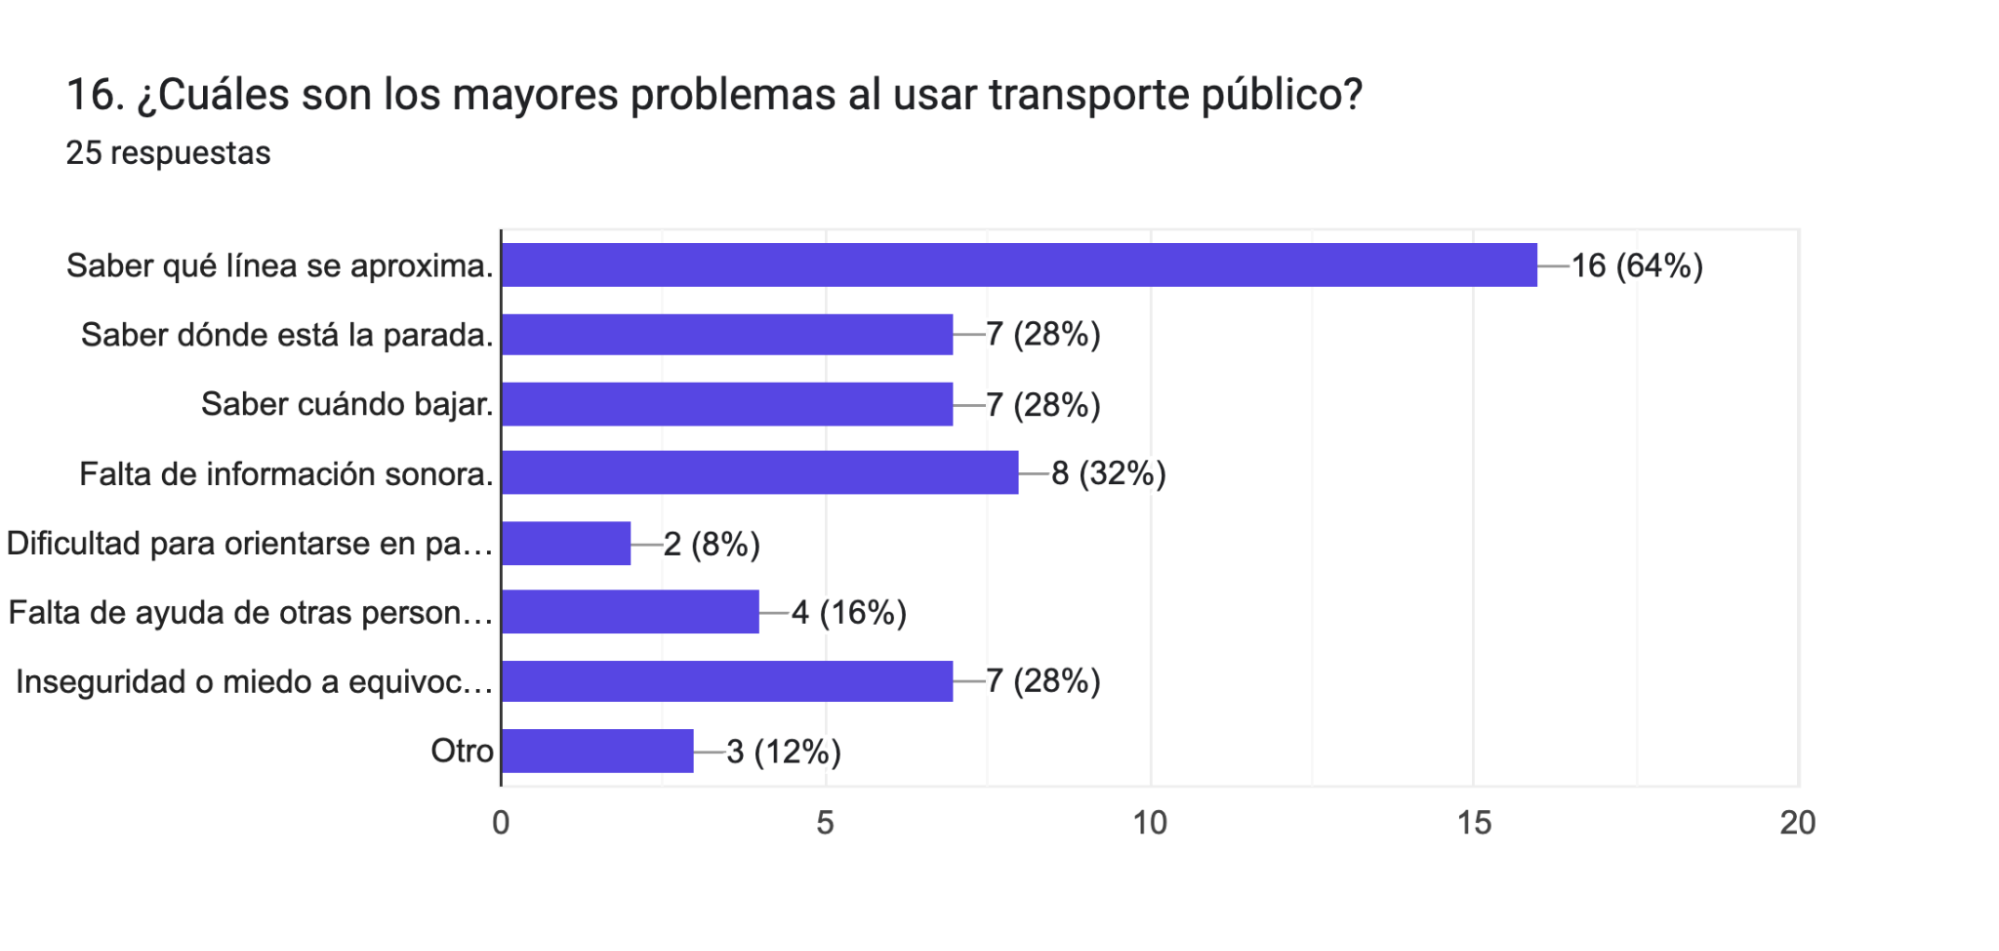 16. ¿Cuáles son los mayores problemas al usar transporte público?
25 respuestas
Saber qué línea se aproxima. 16 (64%)
Saber dónde está la parada. 7 (28%)
Saber cuándo bajar. 7 (28%)
Falta de información sonora. 8 (32%)
Dificultad para orientarse en pa… 2 (8%)
Falta de ayuda de otras person… 4 (16%)
Inseguridad o miedo a equivoc… 7 (28%)
Otro 3 (12%)
0 5 10 15 20